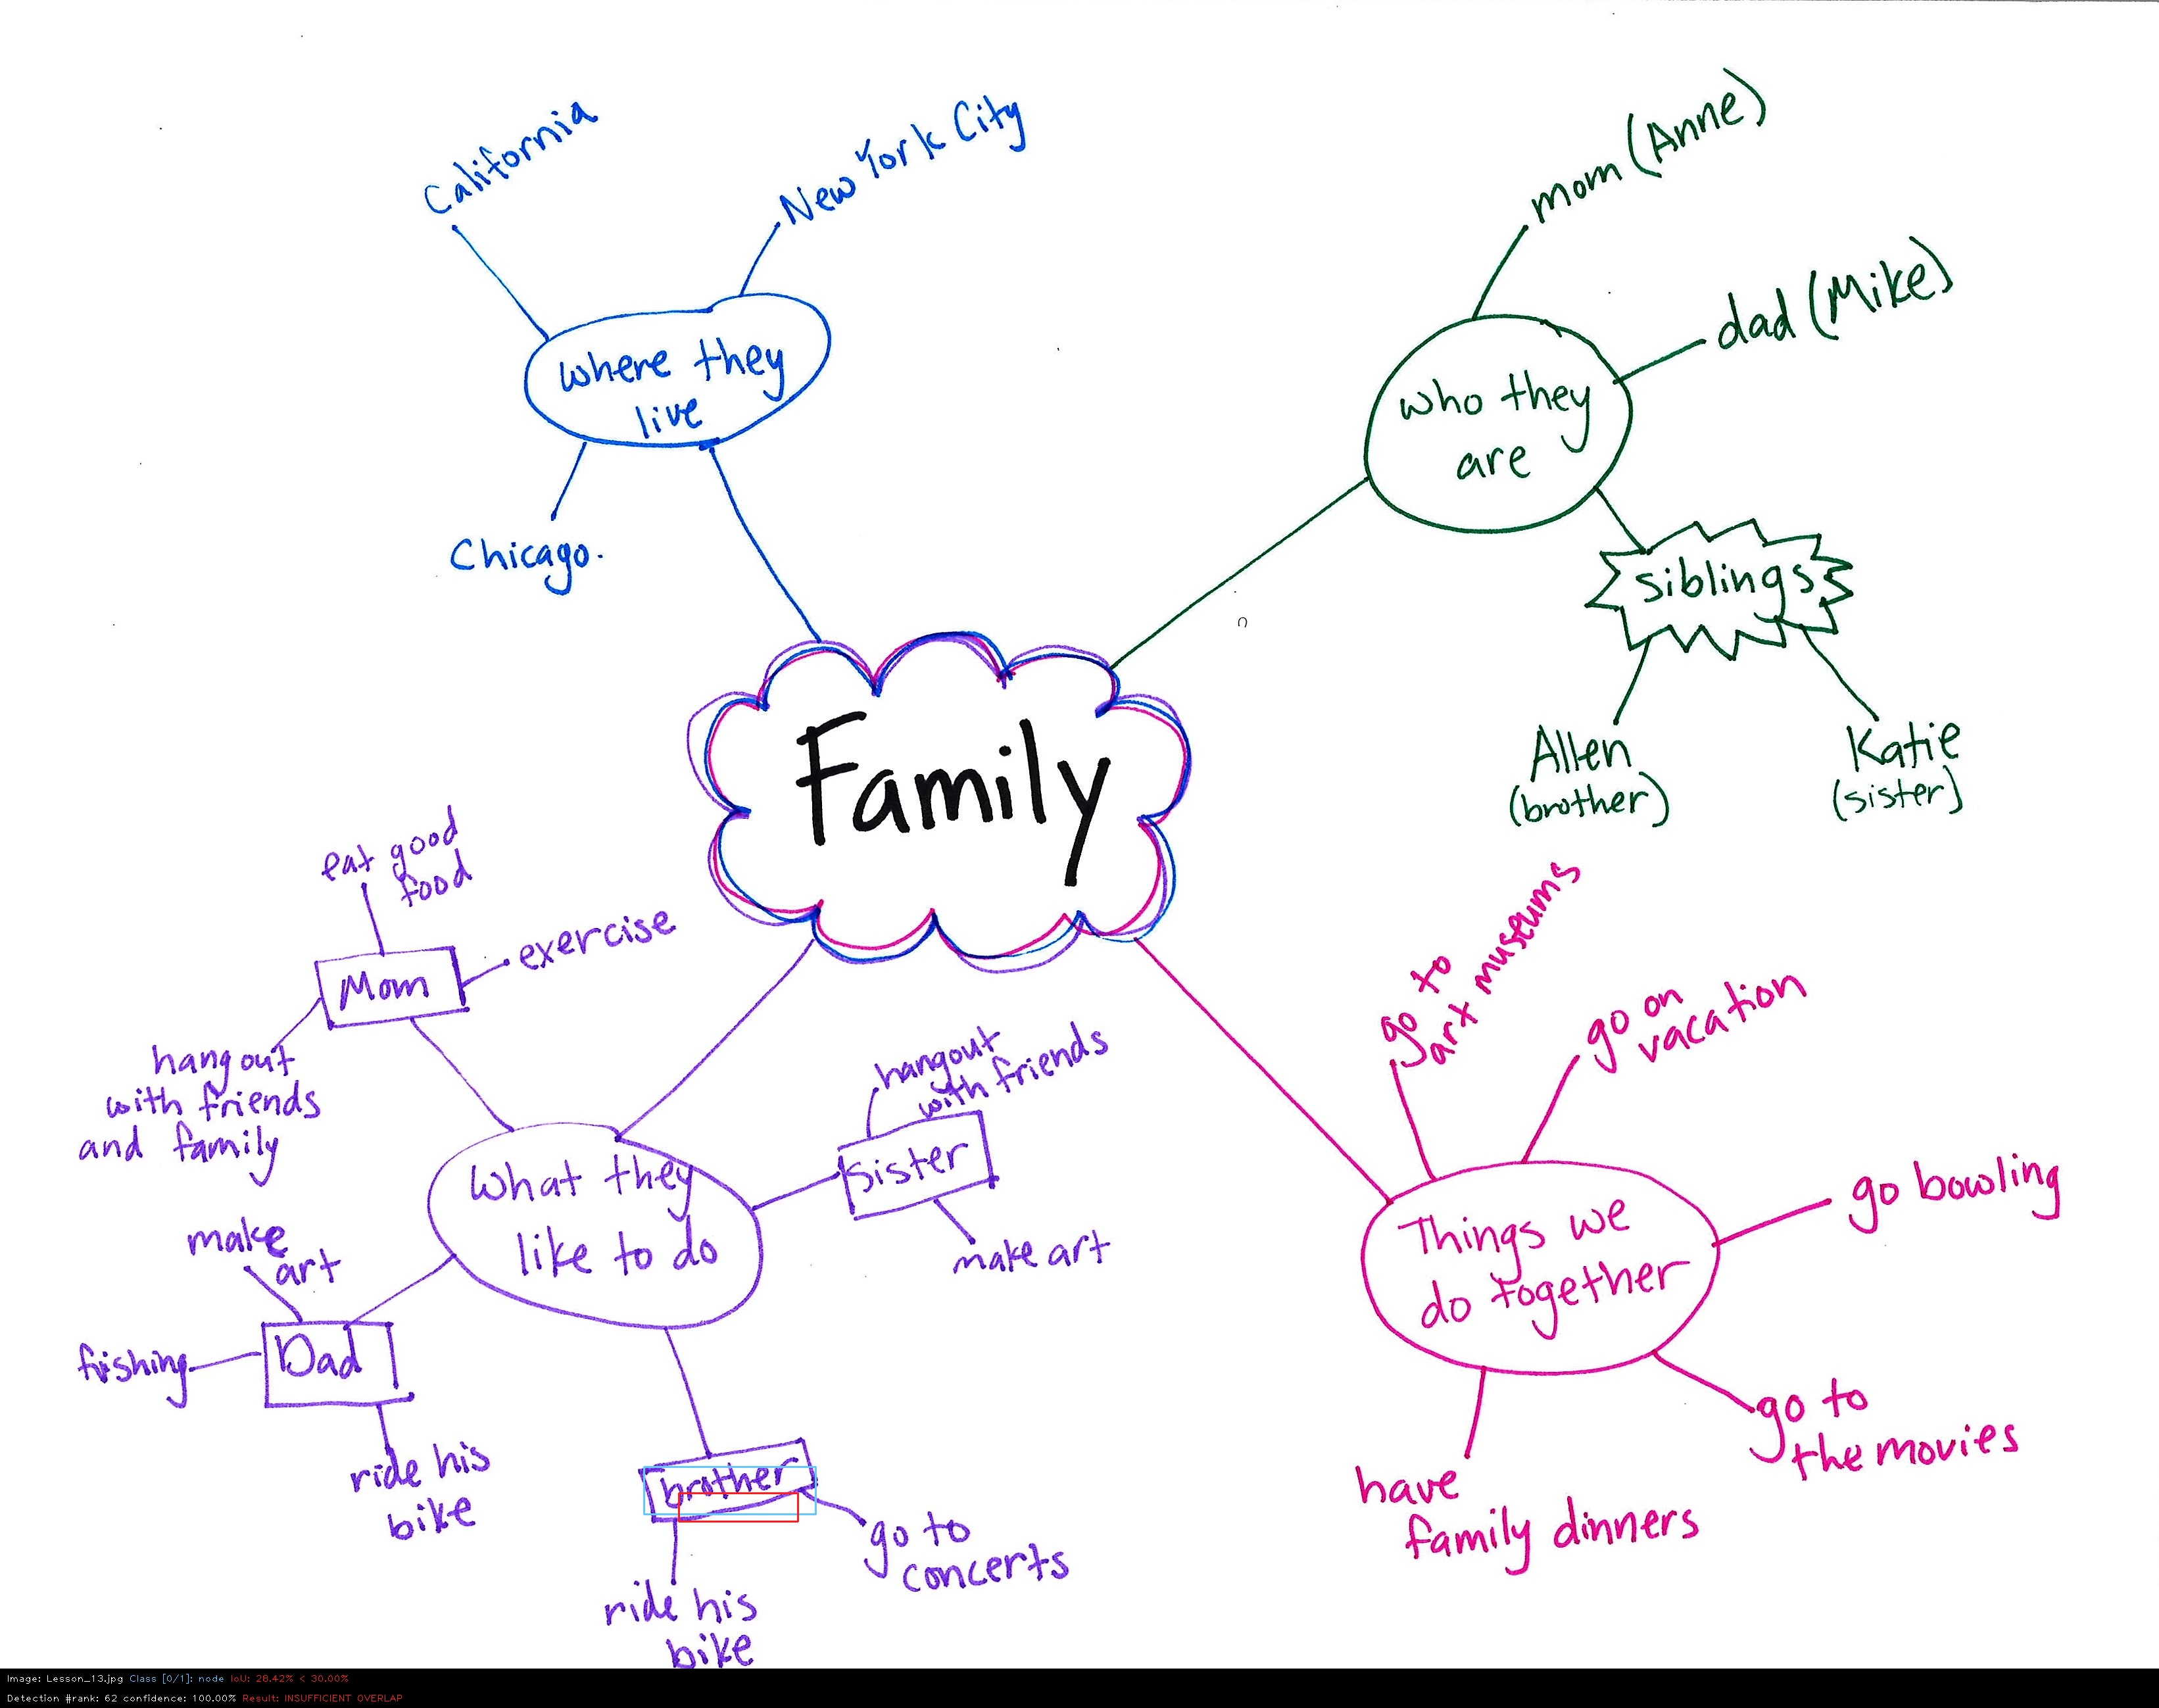 California
New York City
where they
live
Chicago.
mom (Anne)
dad (Mike)
who they
are
siblings
Allen
(brother)
Katie
(sister)
Family
eat good
food
Mom
exercise
hang out
with friends
and family
What they
like to do
hangout
with friends
sister
make art
make
art
Dad
fishing
ride his
bike
brother
go to
concerts
ride his
bike
go to
art museums
go on
vacation
go bowling
Things we
do together
go to
the movies
have
family dinners
Image: Lesson_13.jpg Class [0/1]: node IoU: 28.42% < 30.00%
Detection #rank: 62 confidence: 100.00% Result: INSUFFICIENT OVERLAP